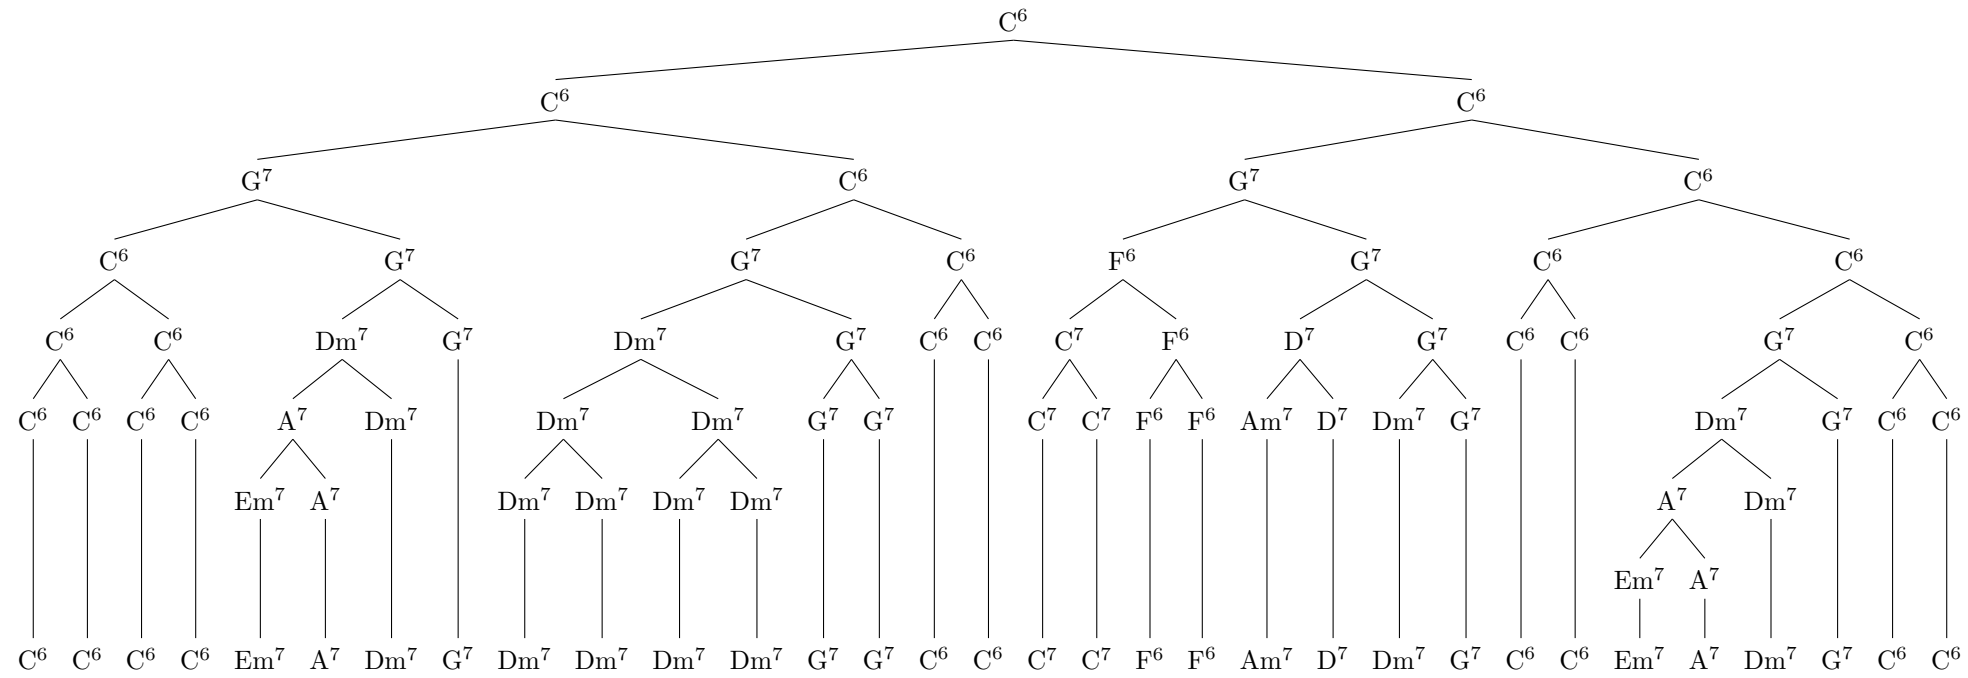 C⁶
C⁶ C⁶
G⁷ C⁶ G⁷ C⁶
C⁶ G⁷ G⁷ C⁶ F⁶ G⁷ C⁶ C⁶
C⁶ C⁶ Dm⁷ G⁷ Dm⁷ G⁷ C⁶ C⁶ C⁷ F⁶ D⁷ G⁷ C⁶ C⁶ G⁷ C⁶
C⁶ C⁶ C⁶ C⁶ A⁷ Dm⁷ Dm⁷ Dm⁷ G⁷ G⁷ C⁷ C⁷ F⁶ F⁶ Am⁷ D⁷ Dm⁷ G⁷ Dm⁷ G⁷ C⁶ C⁶
Em⁷ A⁷ Dm⁷ Dm⁷ Dm⁷ Dm⁷ A⁷ Dm⁷
Em⁷ A⁷
C⁶ C⁶ C⁶ C⁶ Em⁷ A⁷ Dm⁷ G⁷ Dm⁷ Dm⁷ Dm⁷ Dm⁷ G⁷ G⁷ C⁶ C⁶ C⁷ C⁷ F⁶ F⁶ Am⁷ D⁷ Dm⁷ G⁷ C⁶ C⁶ Em⁷ A⁷ Dm⁷ G⁷ C⁶ C⁶